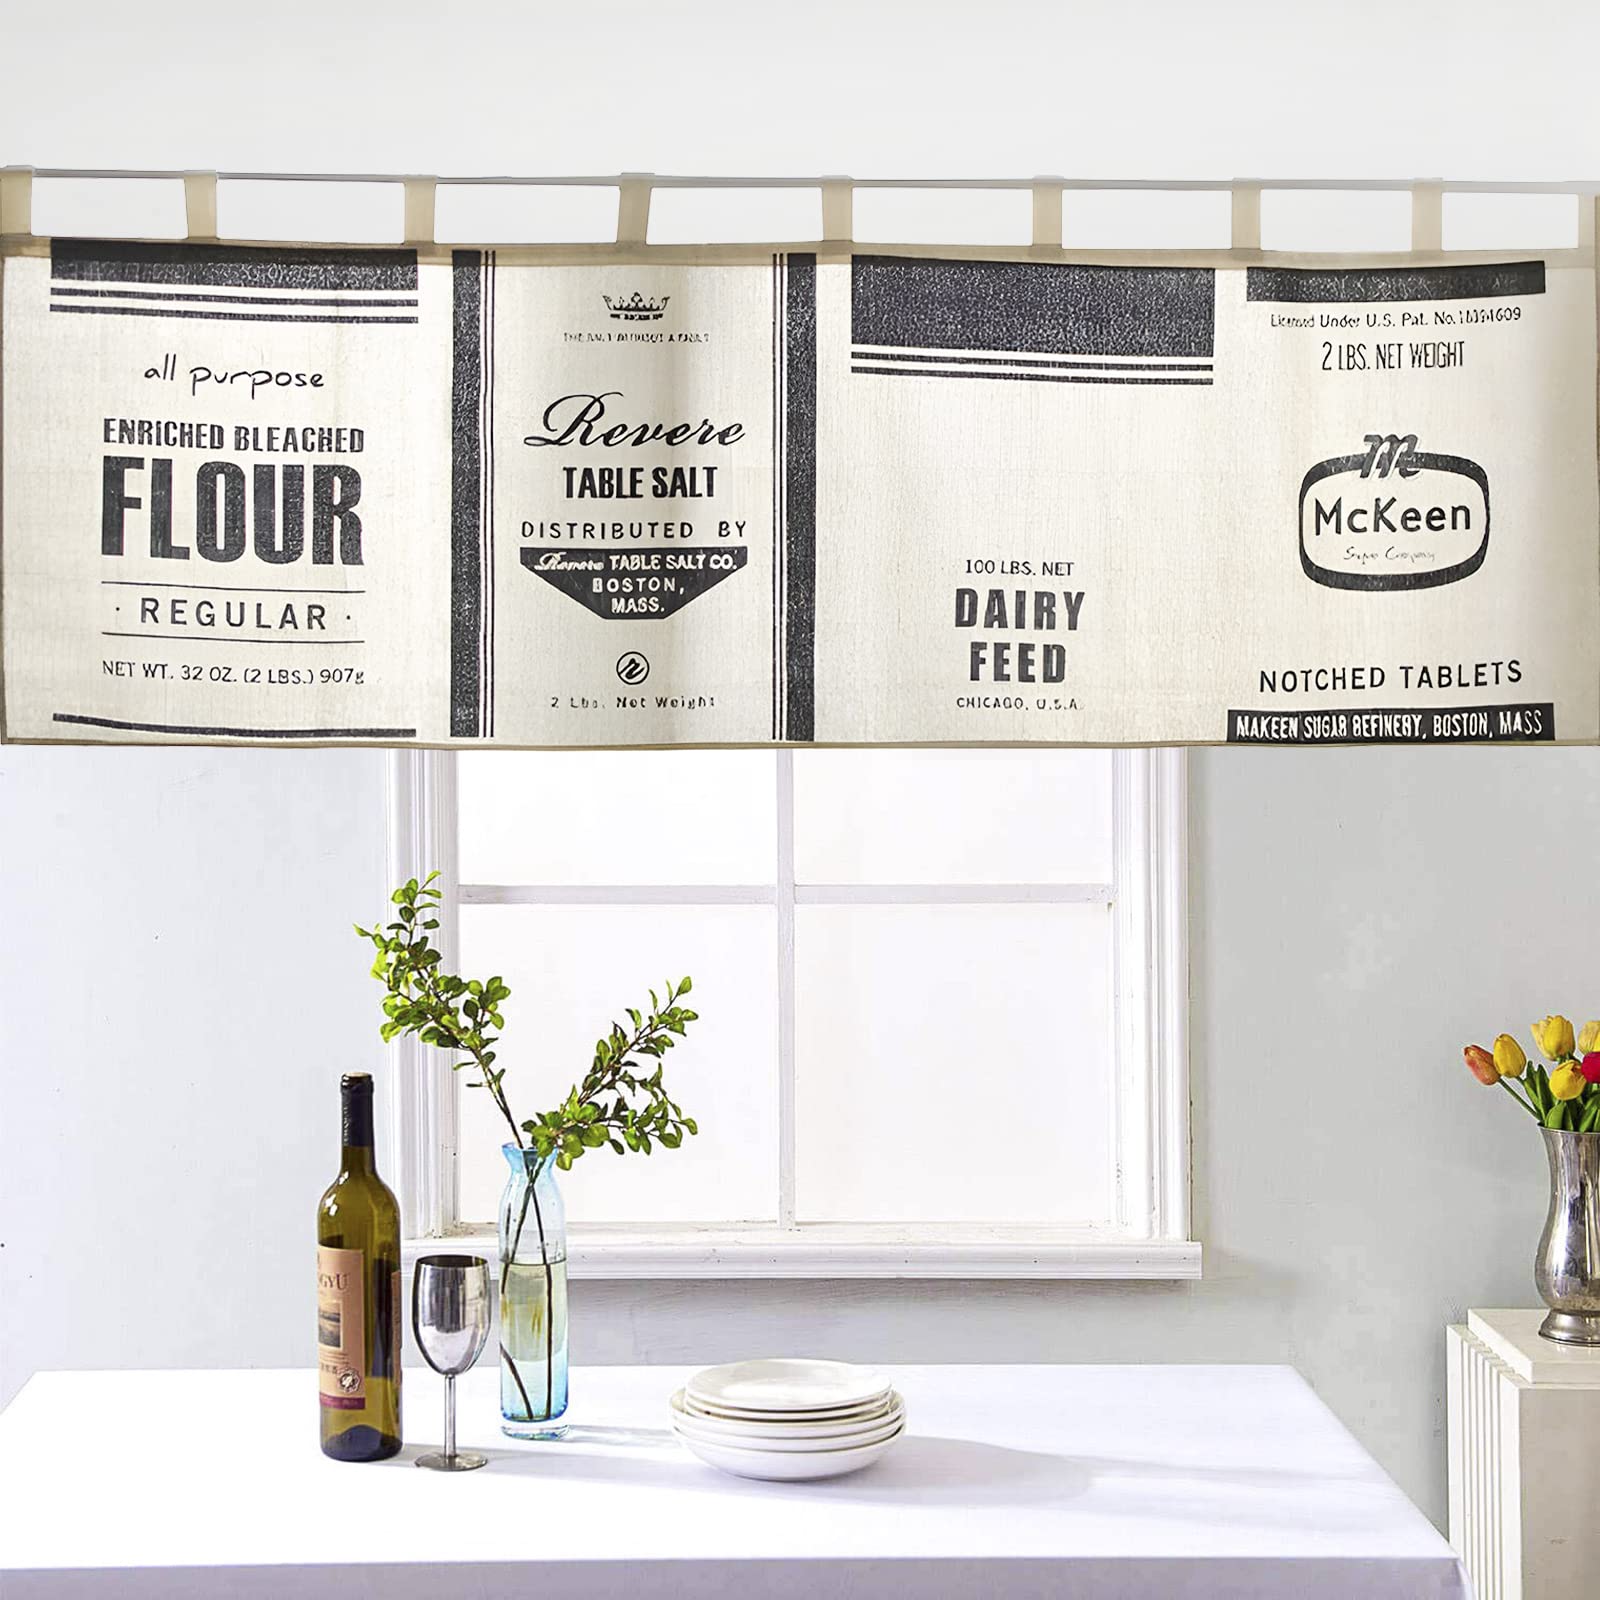 all purpose
ENRICHED BLEACHED
FLOUR
· REGULAR ·
NET WT. 32 OZ. (2 LBS.) 907g
Revere
TABLE SALT
DISTRIBUTED BY
Revere TABLE SALT CO.
BOSTON,
MASS.
r
2 Lbs. Net Weight
100 LBS. NET
DAIRY
FEED
CHICAGO, U.S.A.
Licensed Under U.S. Pat. No.
2 LBS. NET WEIGHT
m
McKeen
NOTCHED TABLETS
MAKEEN SUGAR REFINERY, BOSTON, MASS